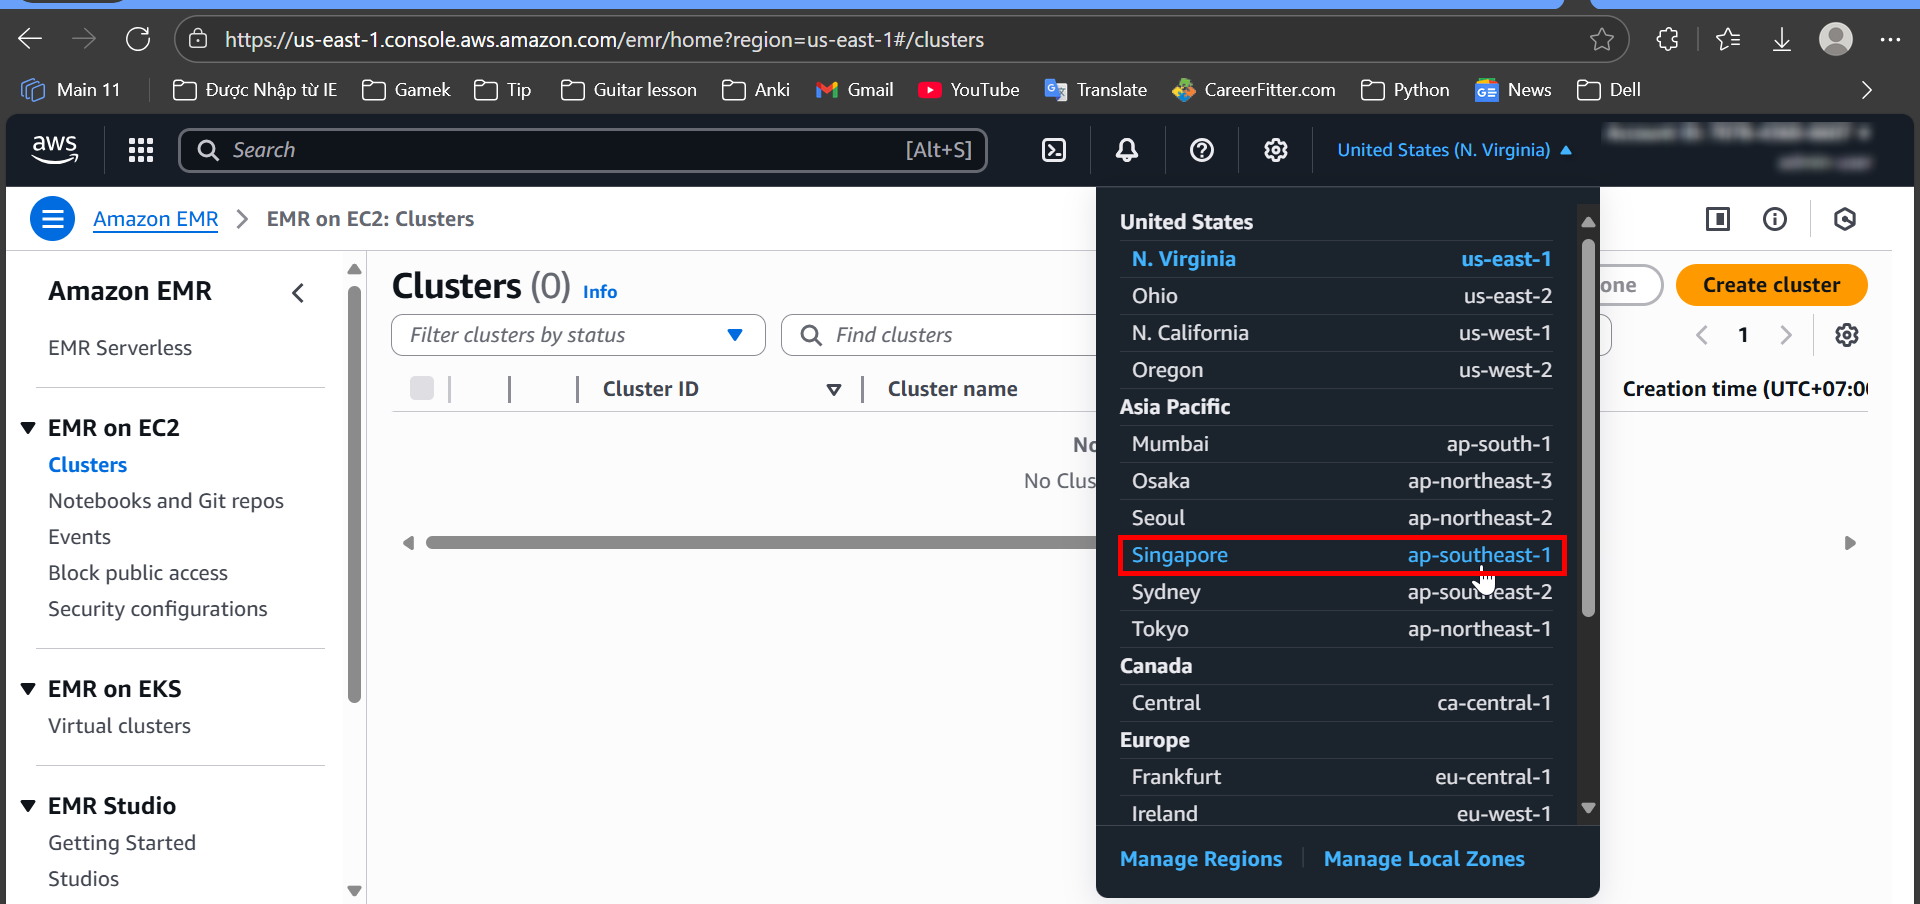 https://us-east-1.console.aws.amazon.com/emr/home?region=us-east-1#/clusters
Main 11
Được Nhập từ IE
Gamek
Tip
Guitar lesson
Anki
Gmail
YouTube
Translate
CareerFitter.com
Python
News
Dell
aws
Search
[Alt+S]
United States (N. Virginia)
Amazon EMR
EMR on EC2: Clusters
Amazon EMR
EMR Serverless
EMR on EC2
Clusters
Notebooks and Git repos
Events
Block public access
Security configurations
EMR on EKS
Virtual clusters
EMR Studio
Getting Started
Studios
Clusters (0) Info
one
Create cluster
Filter clusters by status
Find clusters
1
Cluster ID
Cluster name
Creation time (UTC+07:0
No
No Clus
United States
N. Virginia us-east-1
Ohio us-east-2
N. California us-west-1
Oregon us-west-2
Asia Pacific
Mumbai ap-south-1
Osaka ap-northeast-3
Seoul ap-northeast-2
Singapore ap-southeast-1
Sydney ap-southeast-2
Tokyo ap-northeast-1
Canada
Central ca-central-1
Europe
Frankfurt eu-central-1
Ireland eu-west-1
Manage Regions
Manage Local Zones